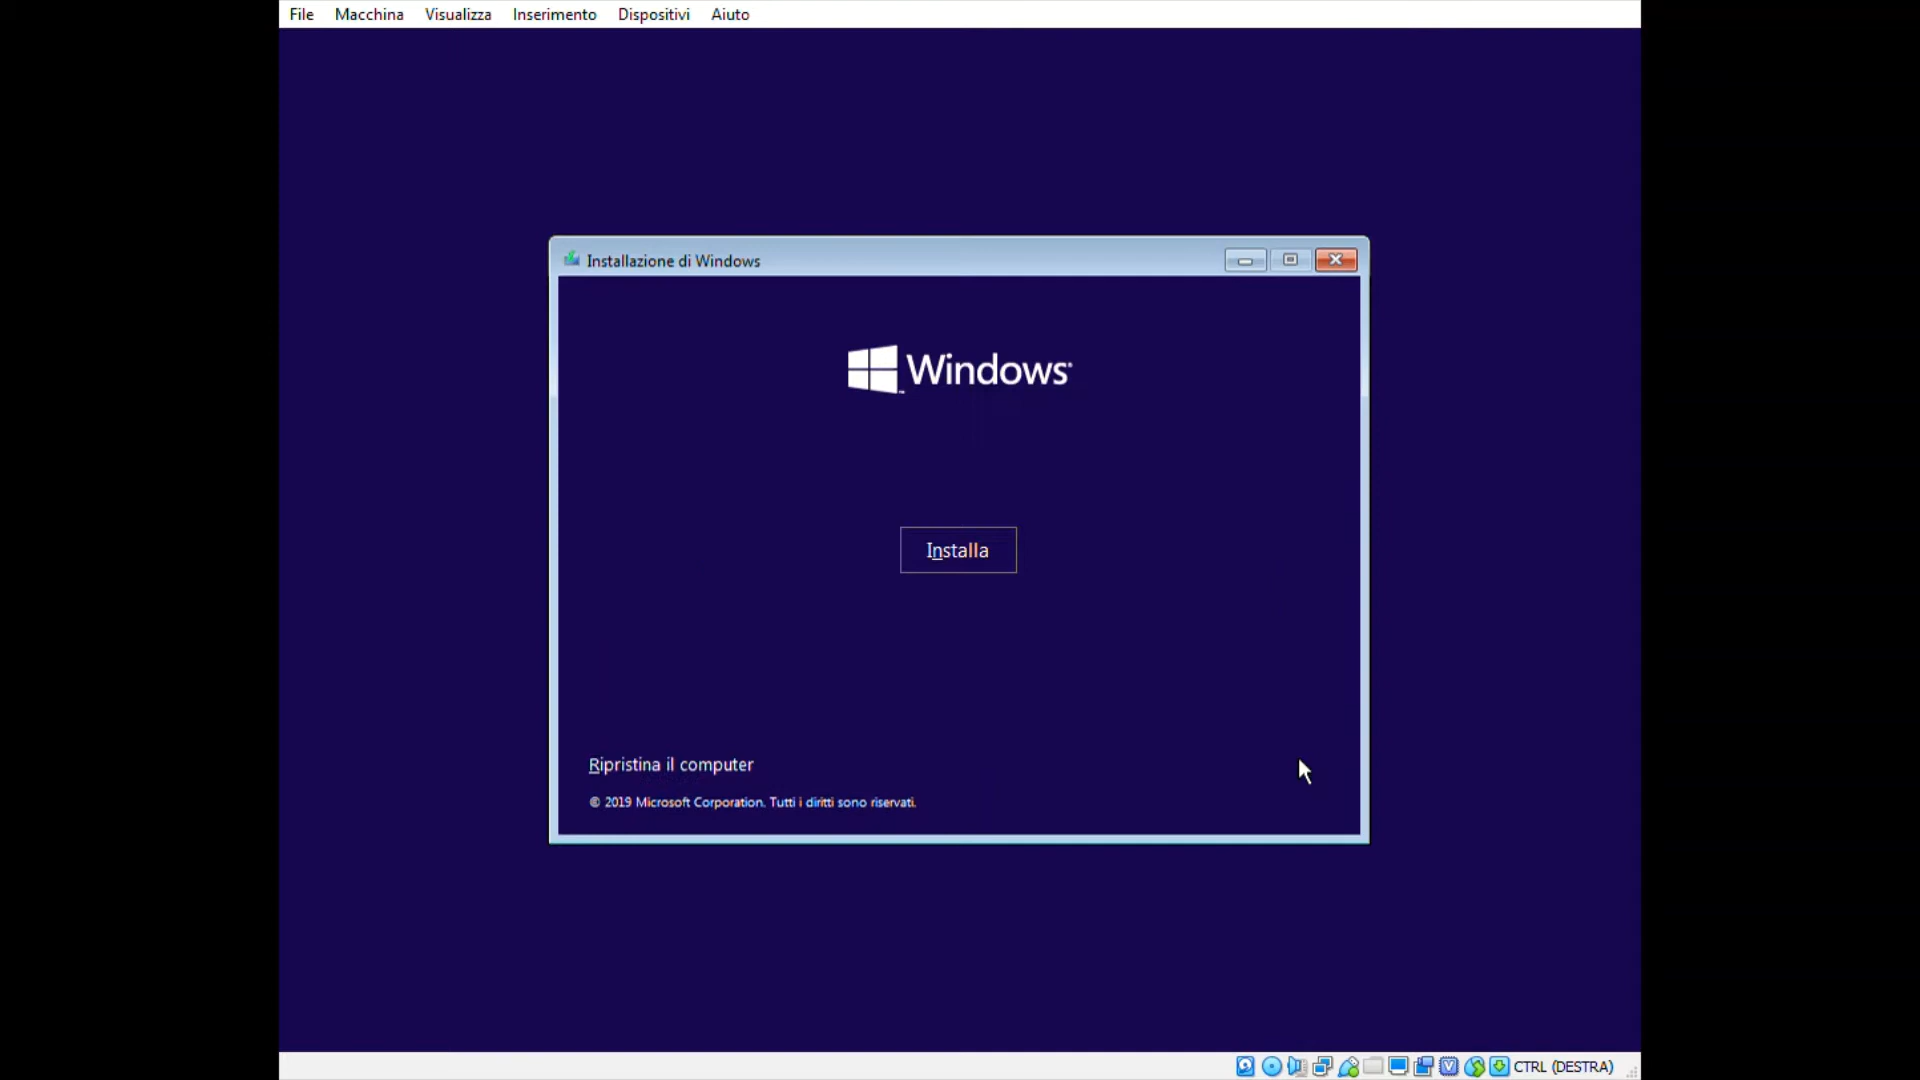 File Macchina Visualizza Inserimento Dispositivi Aiuto
Installazione di Windows
Windows
Installa
Ripristina il computer
© 2019 Microsoft Corporation. Tutti i diritti sono riservati.
CTRL (DESTRA)